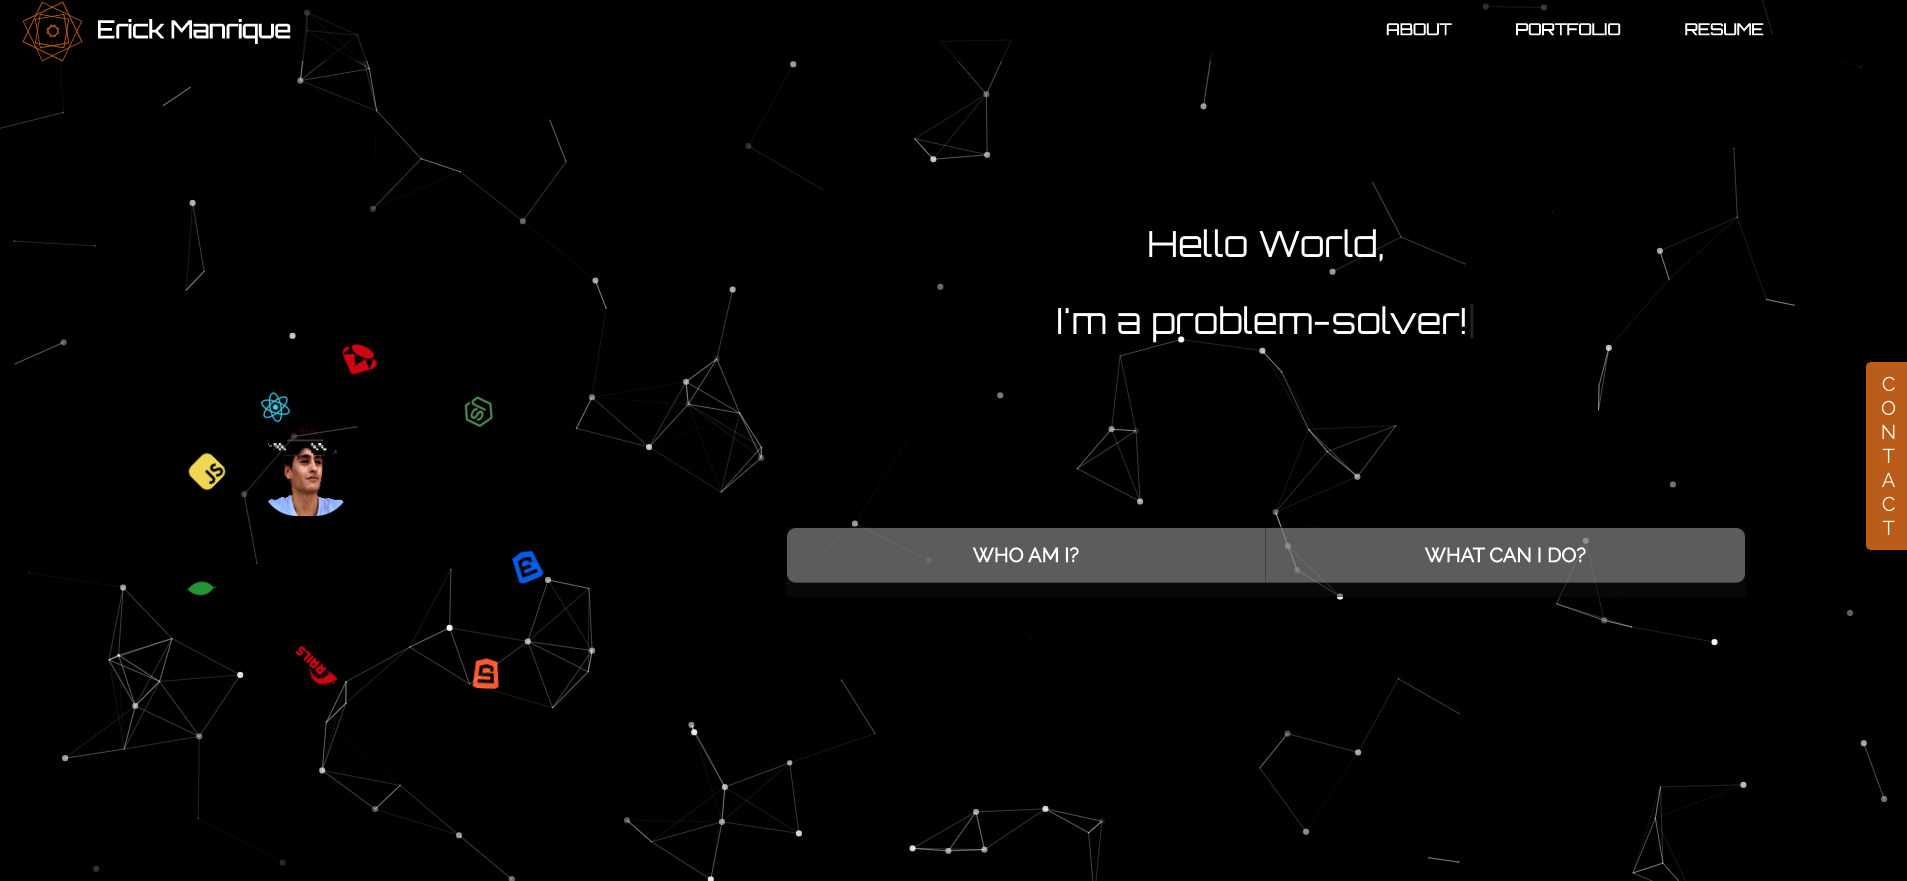 Erick Manrique
ABOUT
PORTFOLIO
RESUME
Hello World,
I'm a problem-solver!
CONTACT
JS
WHO AM I?
WHAT CAN I DO?
RAILS